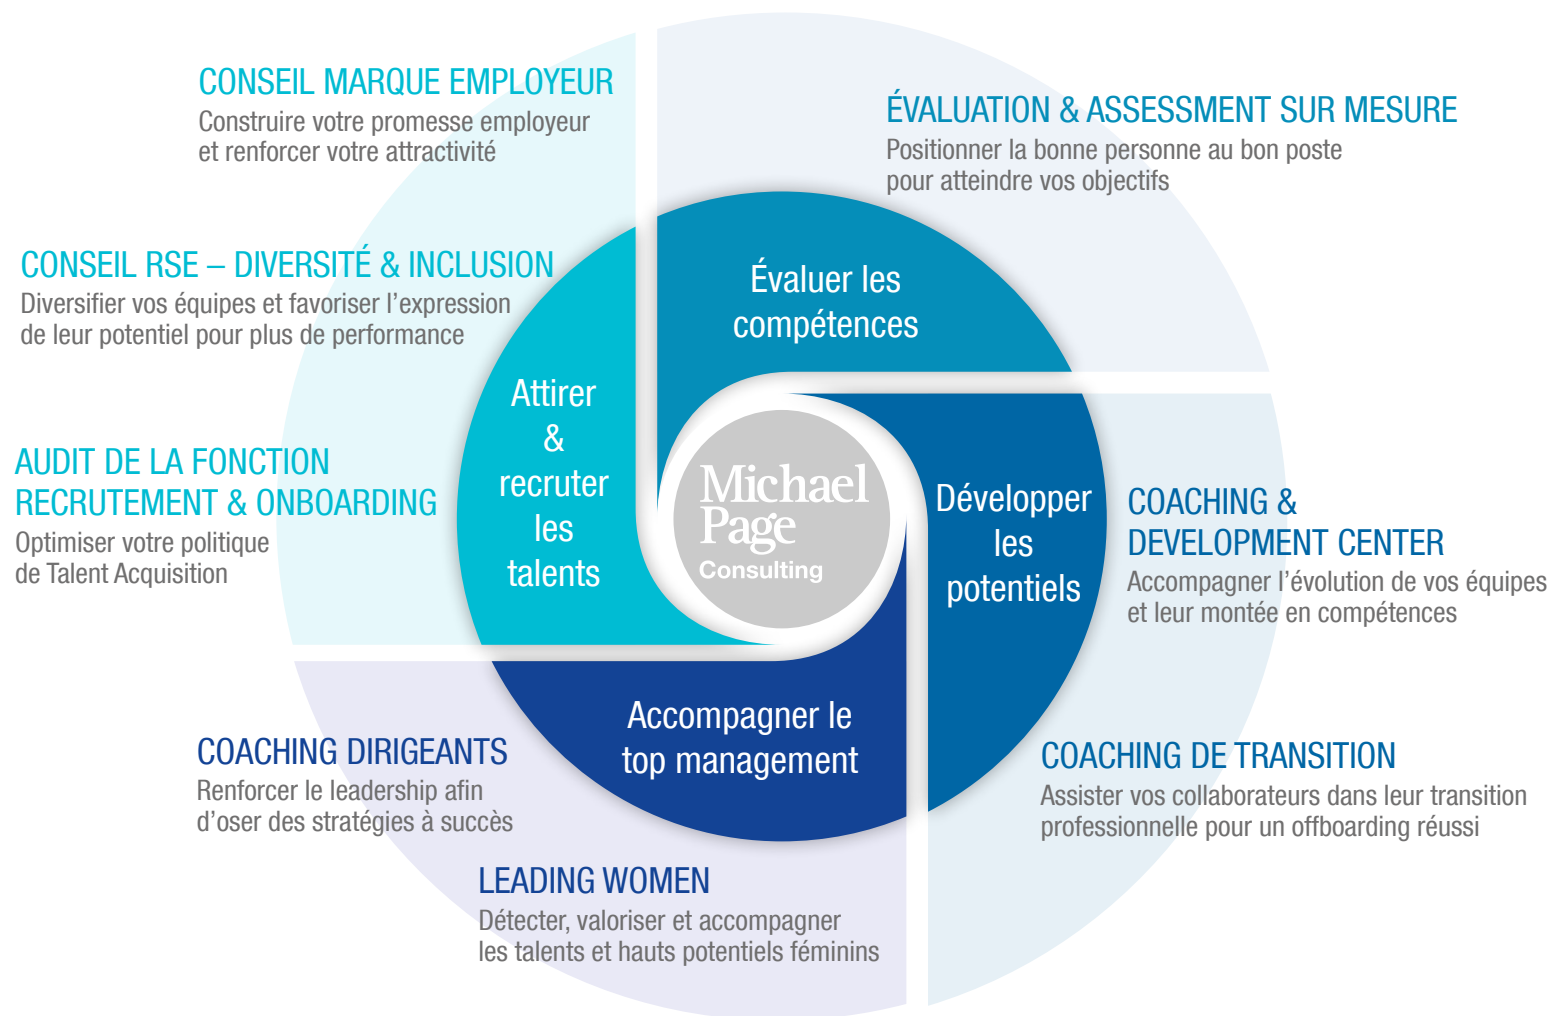 CONSEIL MARQUE EMPLOYEUR
Construire votre promesse employeur
et renforcer votre attractivité
ÉVALUATION & ASSESSMENT SUR MESURE
Positionner la bonne personne au bon poste
pour atteindre vos objectifs
CONSEIL RSE – DIVERSITÉ & INCLUSION
Diversifier vos équipes et favoriser l’expression
de leur potentiel pour plus de performance
Évaluer les
compétences
Attirer
&
recruter
les
talents
AUDIT DE LA FONCTION
RECRUTEMENT & ONBOARDING
Optimiser votre politique
de Talent Acquisition
Michael
Page
Consulting
Développer
les
potentiels
COACHING &
DEVELOPMENT CENTER
Accompagner l’évolution de vos équipes
et leur montée en compétences
Accompagner le
top management
COACHING DIRIGEANTS
Renforcer le leadership afin
d’oser des stratégies à succès
COACHING DE TRANSITION
Assister vos collaborateurs dans leur transition
professionnelle pour un offboarding réussi
LEADING WOMEN
Détecter, valoriser et accompagner
les talents et hauts potentiels féminins